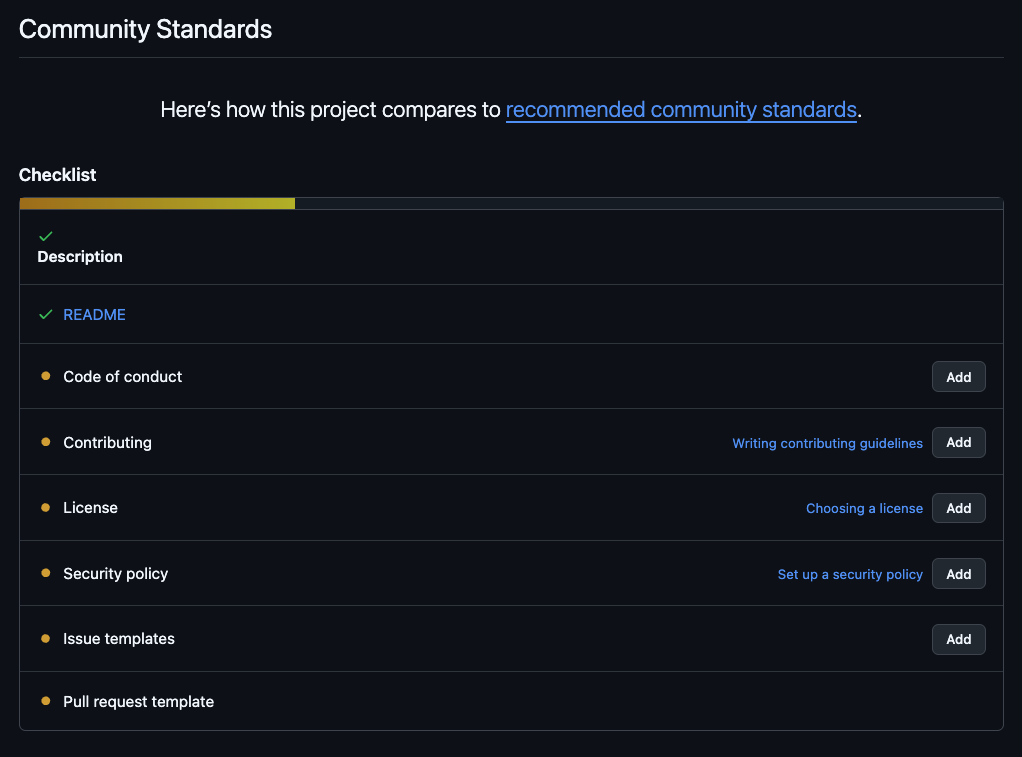 Community Standards
Here’s how this project compares to recommended community standards.
Checklist
Description
README
Code of conduct Add
Contributing Writing contributing guidelines Add
License Choosing a license Add
Security policy Set up a security policy Add
Issue templates Add
Pull request template